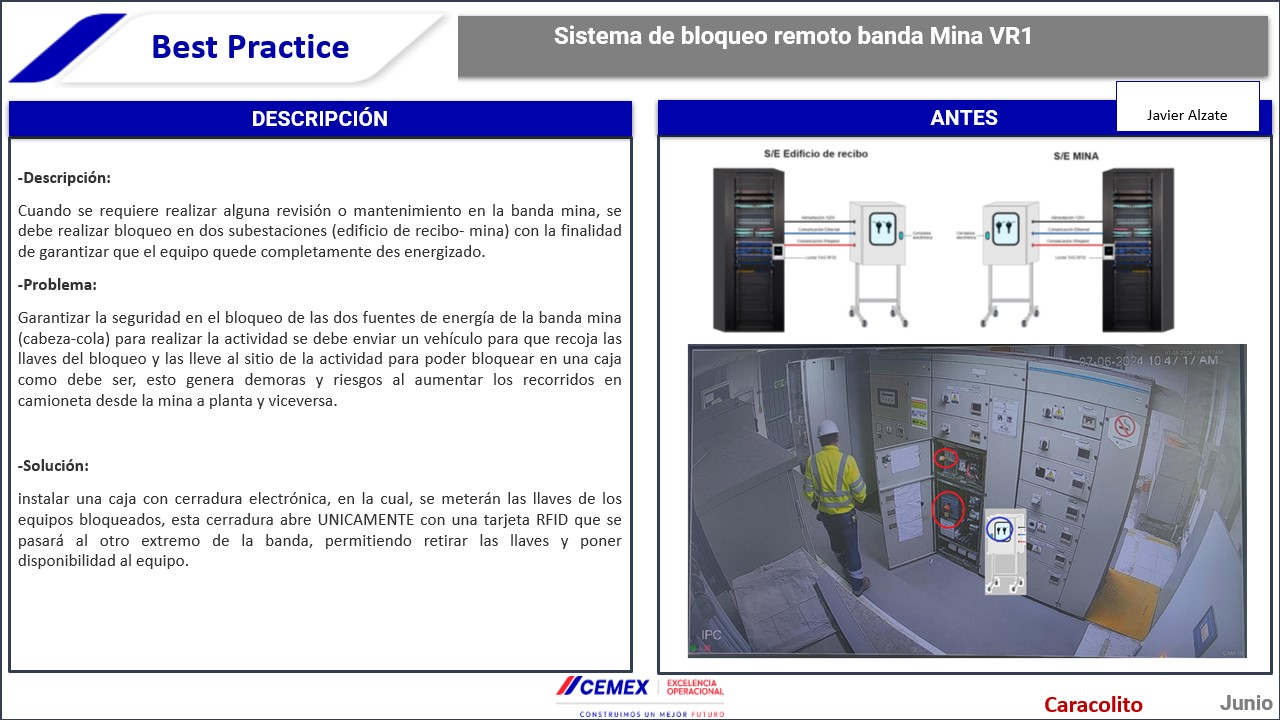 Best Practice
Sistema de bloqueo remoto banda Mina VR1
DESCRIPCIÓN
-Descripción:
Cuando se requiere realizar alguna revisión o mantenimiento en la banda mina, se
debe realizar bloqueo en dos subestaciones (edificio de recibo- mina) con la finalidad
de garantizar que el equipo quede completamente des energizado.
-Problema:
Garantizar la seguridad en el bloqueo de las dos fuentes de energía de la banda mina
(cabeza-cola) para realizar la actividad se debe enviar un vehículo para que recoja las
llaves del bloqueo y las lleve al sitio de la actividad para poder bloquear en una caja
como debe ser, esto genera demoras y riesgos al aumentar los recorridos en
camioneta desde la mina a planta y viceversa.
-Solución:
instalar una caja con cerradura electrónica, en la cual, se meterán las llaves de los
equipos bloqueados, esta cerradura abre UNICAMENTE con una tarjeta RFID que se
pasará al otro extremo de la banda, permitiendo retirar las llaves y poner
disponibilidad al equipo.
ANTES
Javier Alzate
S/E Edificio de recibo
S/E MINA
Alimentación 120V
Comunicación Ethernet
Lector TAG RFID
Cerradura
electrónica
Alimentación 120V
Comunicación Ethernet
Lector TAG RFID
Cerradura
electrónica
07-06-2024 10:47:17 AM
IPC
CEMEX
EXCELENCIA
OPERACIONAL
CONSTRUIMOS UN MEJOR FUTURO
Caracolito
Junio